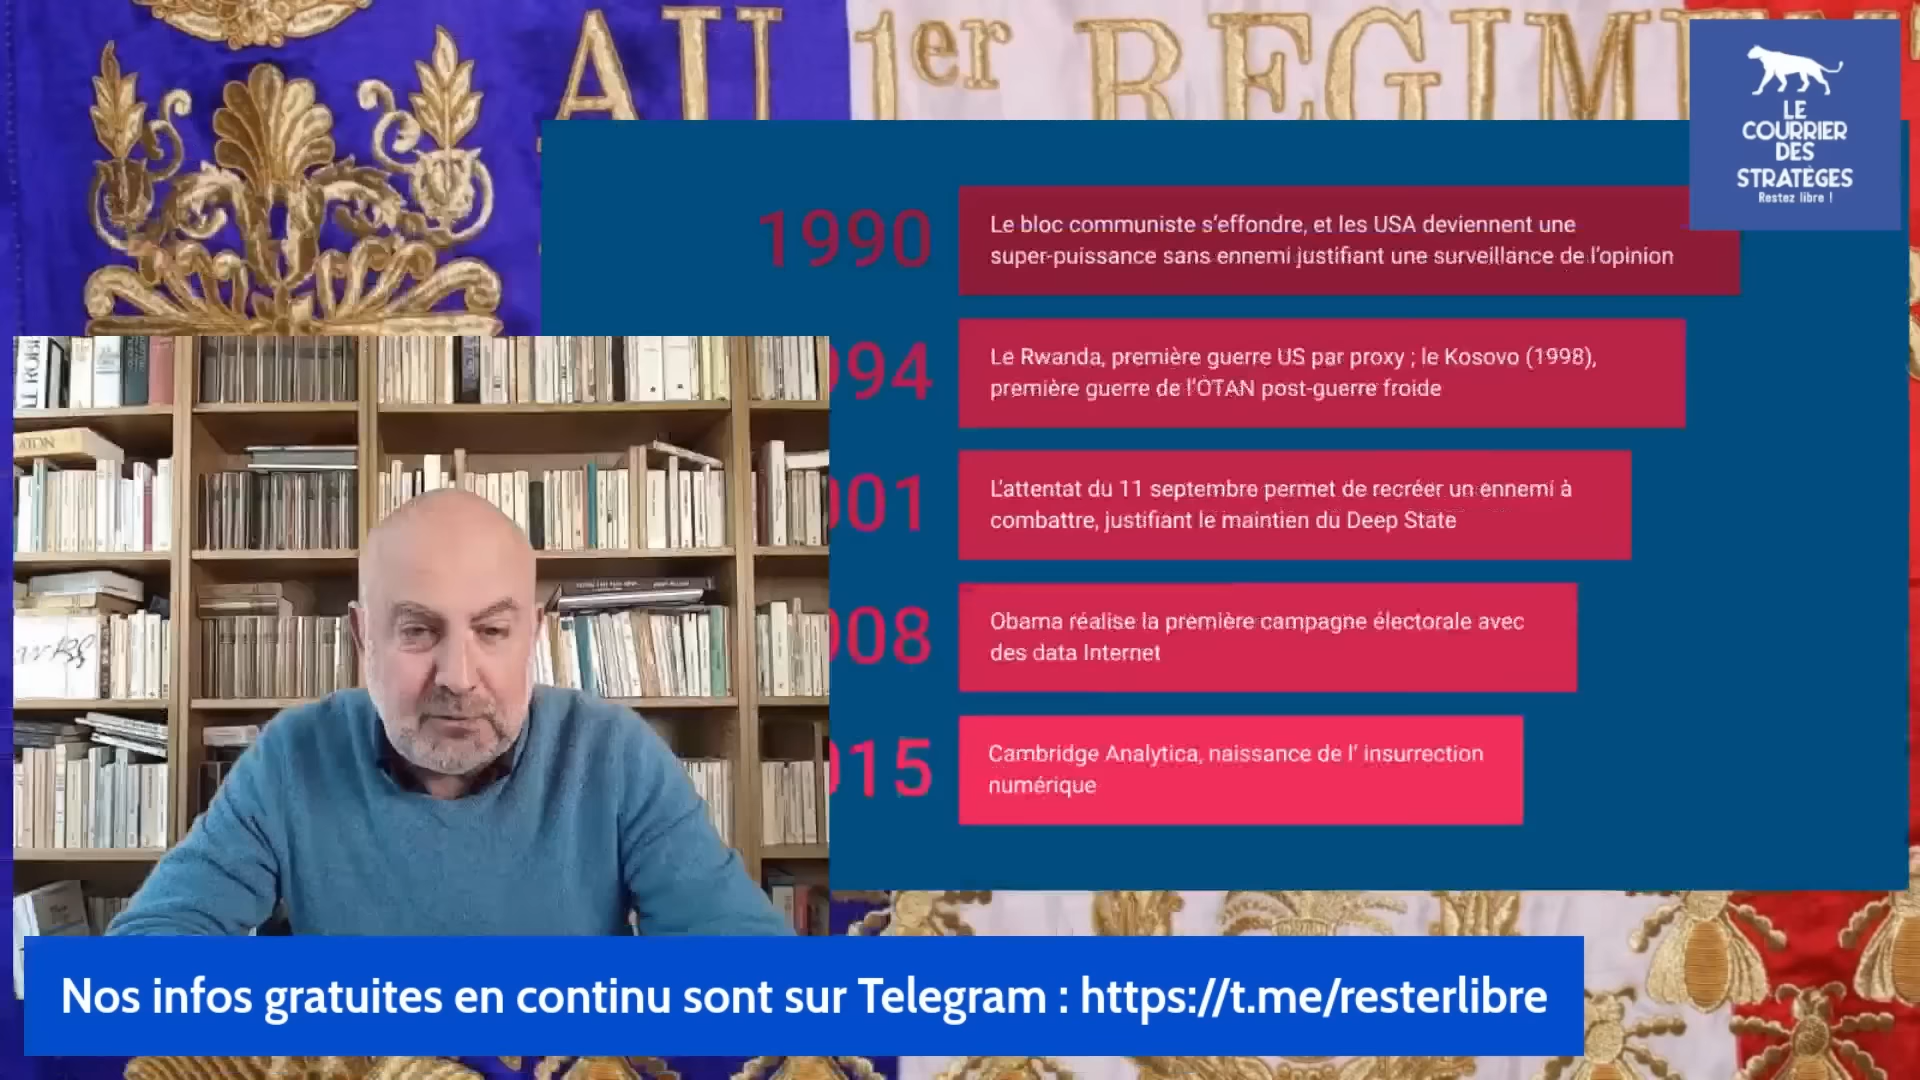 AU 1er REGIM
LE
COURRIER
DES
STRATÈGES
Restez libre !
1990
Le bloc communiste s'effondre, et les USA deviennent une
super-puissance sans ennemi justifiant une surveillance de l'opinion
94
Le Rwanda, première guerre US par proxy ; le Kosovo (1998),
première guerre de l'OTAN post-guerre froide
01
L'attentat du 11 septembre permet de recréer un ennemi à
combattre, justifiant le maintien du Deep State
08
Obama réalise la première campagne électorale avec
des data Internet
15
Cambridge Analytica, naissance de l' insurrection
numérique
ATON
Nos infos gratuites en continu sont sur Telegram : https://t.me/resterlibre